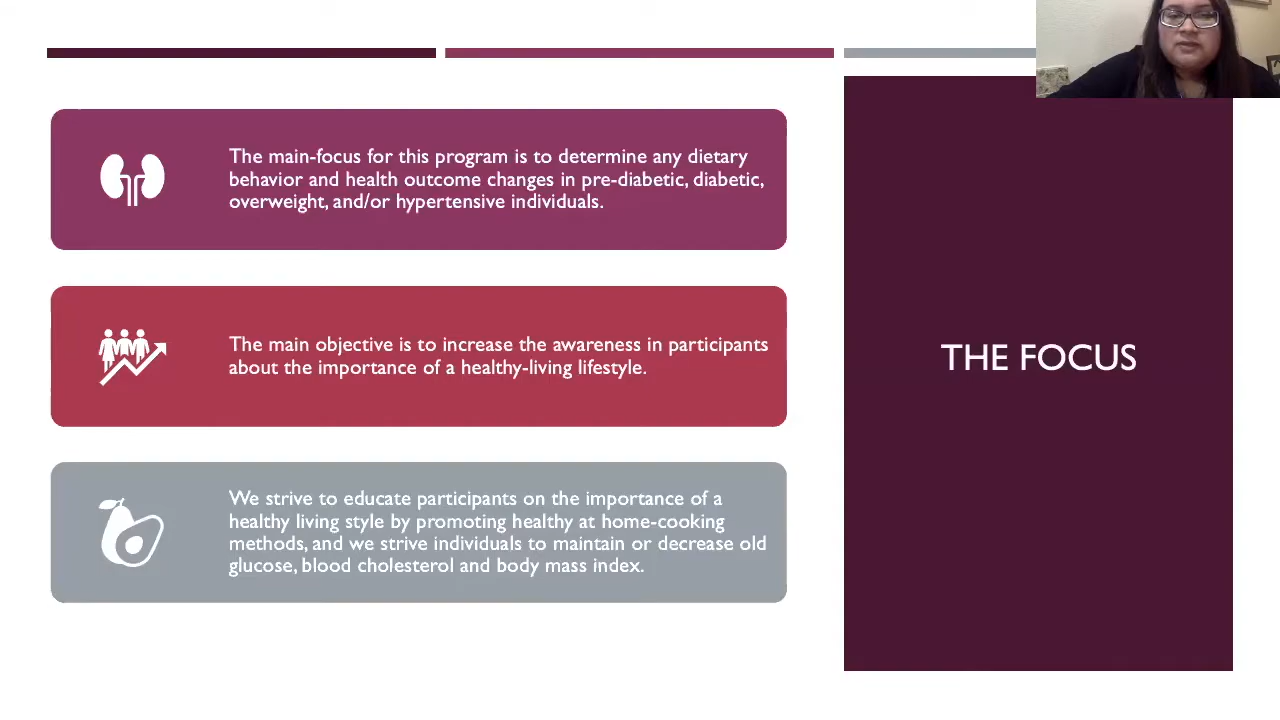 The main-focus for this program is to determine any dietary
behavior and health outcome changes in pre-diabetic, diabetic,
overweight, and/or hypertensive individuals.
The main objective is to increase the awareness in participants
about the importance of a healthy-living lifestyle.
We strive to educate participants on the importance of a
healthy living style by promoting healthy at home-cooking
methods, and we strive individuals to maintain or decrease old
glucose, blood cholesterol and body mass index.
THE FOCUS